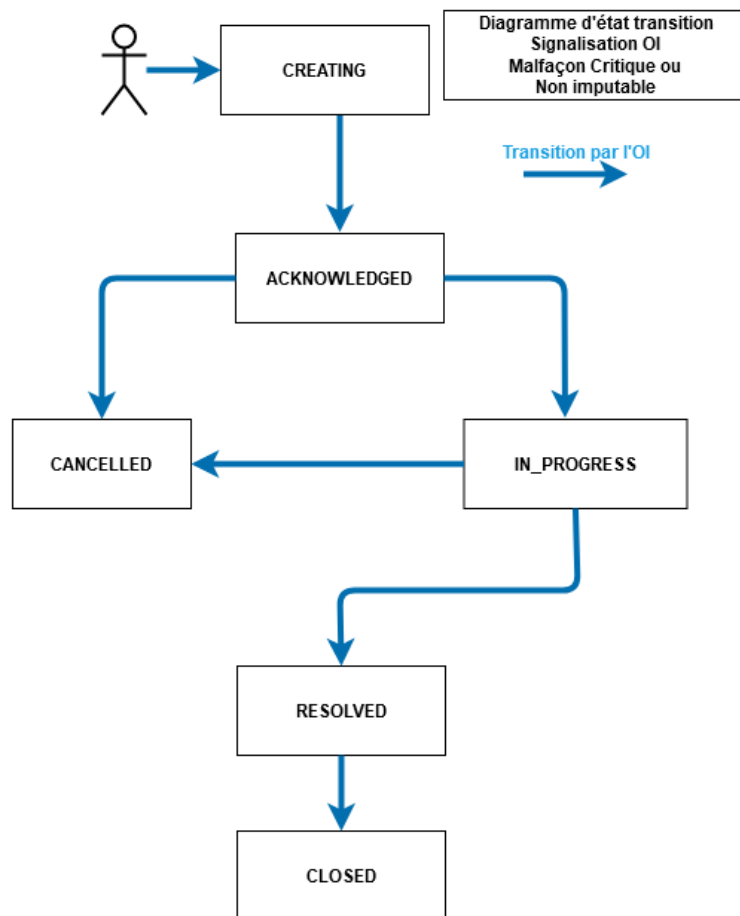 Diagramme d'état transition
Signalisation OI
Malfaçon Critique ou
Non imputable
CREATING
Transition par l'OI
ACKNOWLEDGED
CANCELLED
IN_PROGRESS
RESOLVED
CLOSED